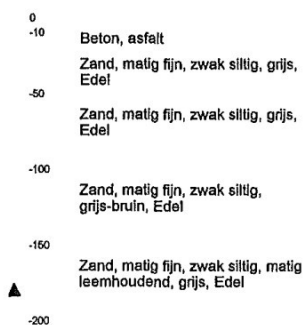 0
-10
Beton, asfalt
Zand, matig fijn, zwak siltig, grijs,
Edel
-50
Zand, matig fijn, zwak siltig, grijs,
Edel
-100
Zand, matig fijn, zwak siltig,
grijs-bruin, Edel
-150
Zand, matig fijn, zwak siltig, matig
leemhoudend, grijs, Edel
-200